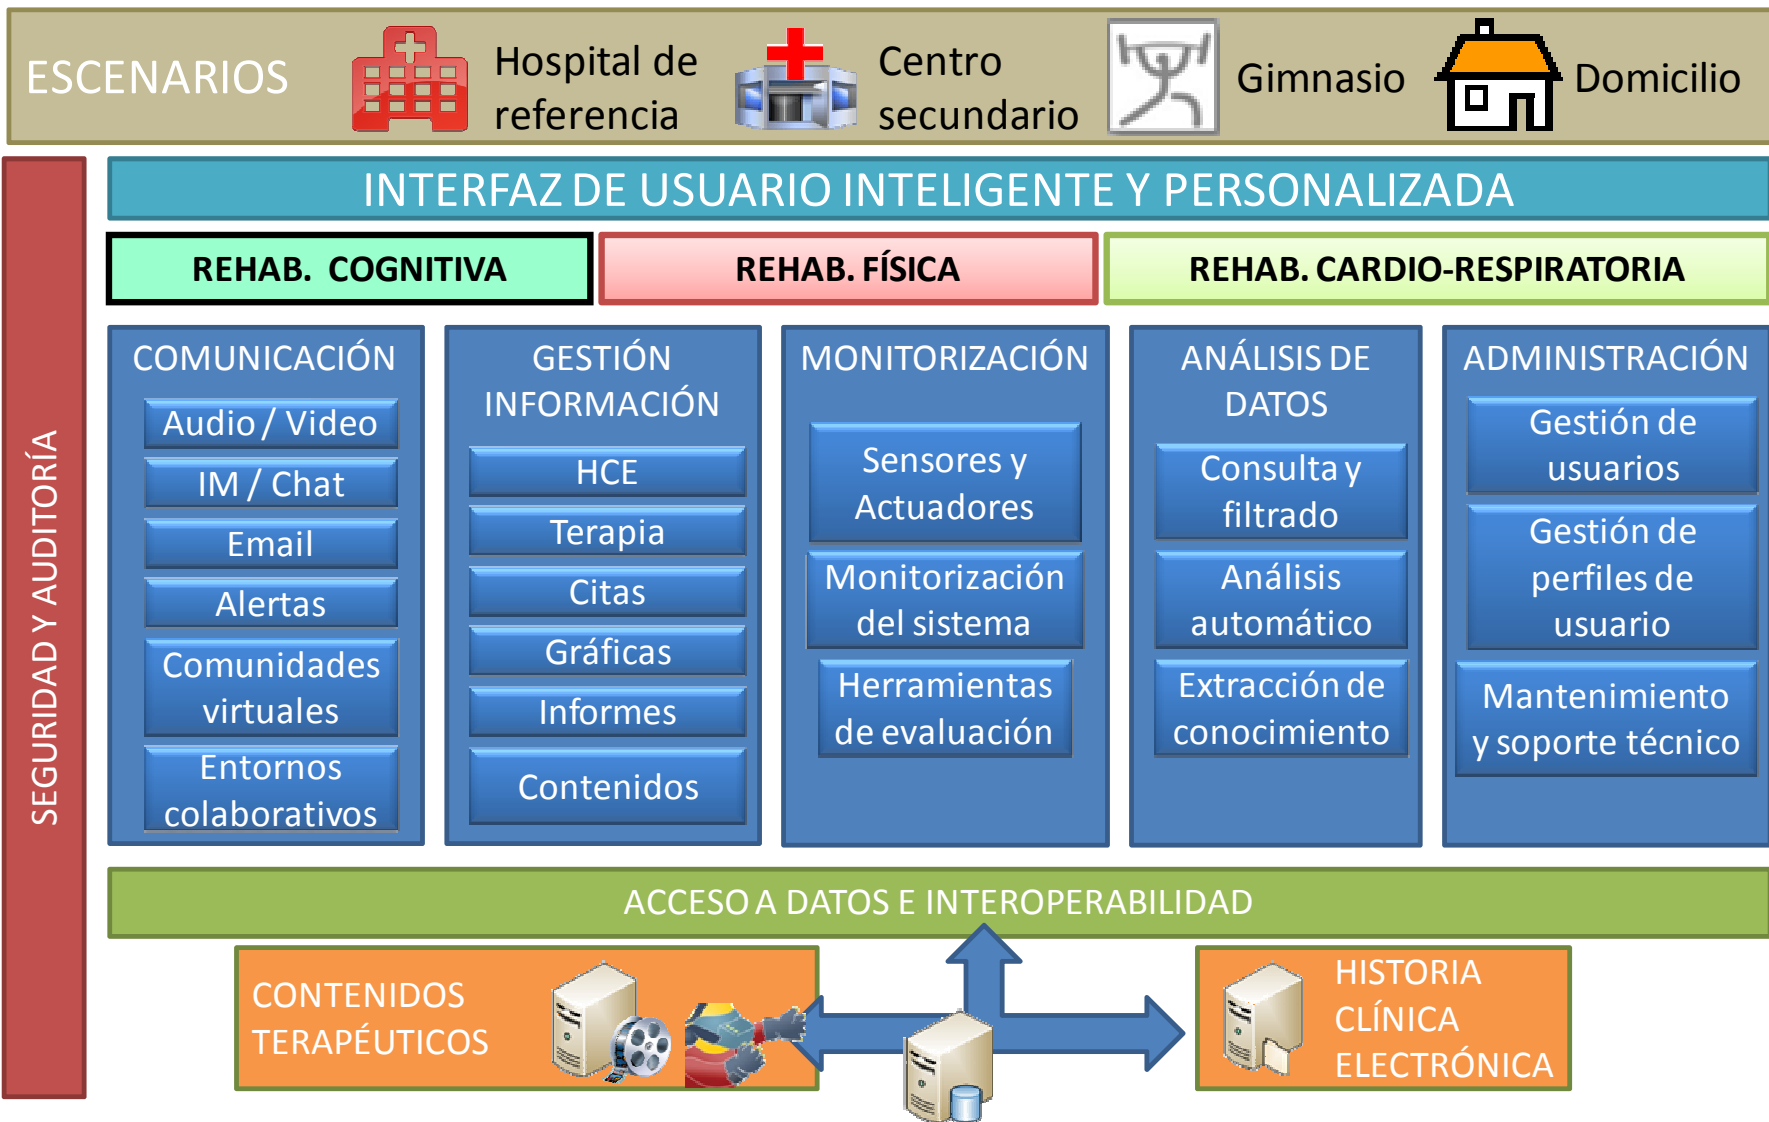 ESCENARIOS
Hospital de
referencia
Centro
secundario
Gimnasio
Domicilio
SEGURIDAD Y AUDITORÍA
INTERFAZ DE USUARIO INTELIGENTE Y PERSONALIZADA
REHAB. COGNITIVA
REHAB. FÍSICA
REHAB. CARDIO-RESPIRATORIA
COMUNICACIÓN
Audio / Video
IM / Chat
Email
Alertas
Comunidades
virtuales
Entornos
colaborativos
GESTIÓN
INFORMACIÓN
HCE
Terapia
Citas
Gráficas
Informes
Contenidos
MONITORIZACIÓN
Sensores y
Actuadores
Monitorización
del sistema
Herramientas
de evaluación
ANÁLISIS DE
DATOS
Consulta y
filtrado
Análisis
automático
Extracción de
conocimiento
ADMINISTRACIÓN
Gestión de
usuarios
Gestión de
perfiles de
usuario
Mantenimiento
y soporte técnico
ACCESO A DATOS E INTEROPERABILIDAD
CONTENIDOS
TERAPÉUTICOS
HISTORIA
CLÍNICA
ELECTRÓNICA